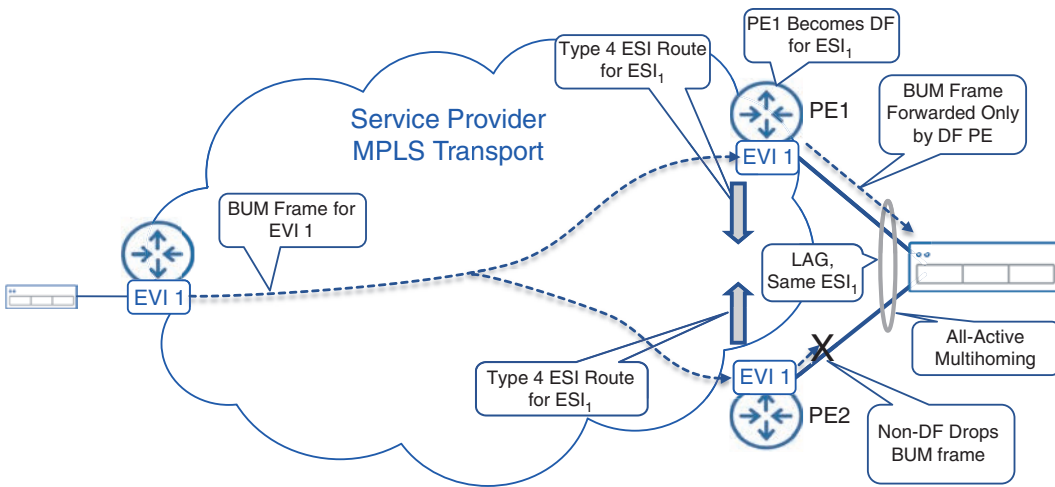 PE1 Becomes DF
for ESI₁
Type 4 ESI Route
for ESI₁
PE1
BUM Frame
Forwarded Only
by DF PE
Service Provider
MPLS Transport
EVI 1
BUM Frame for
EVI 1
EVI 1
LAG,
Same ESI₁
All-Active
Multihoming
X
Type 4 ESI Route
for ESI₁
EVI 1
PE2
Non-DF Drops
BUM frame